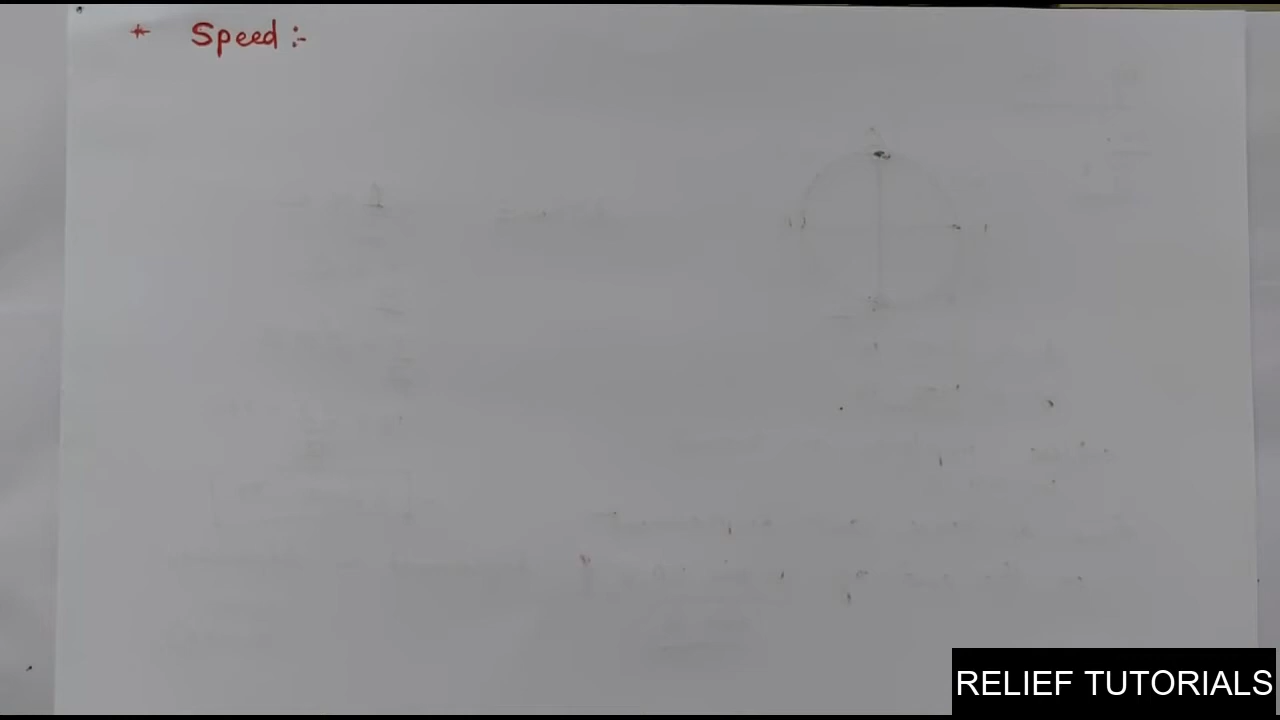 * Speed :-
RELIEF TUTORIALS